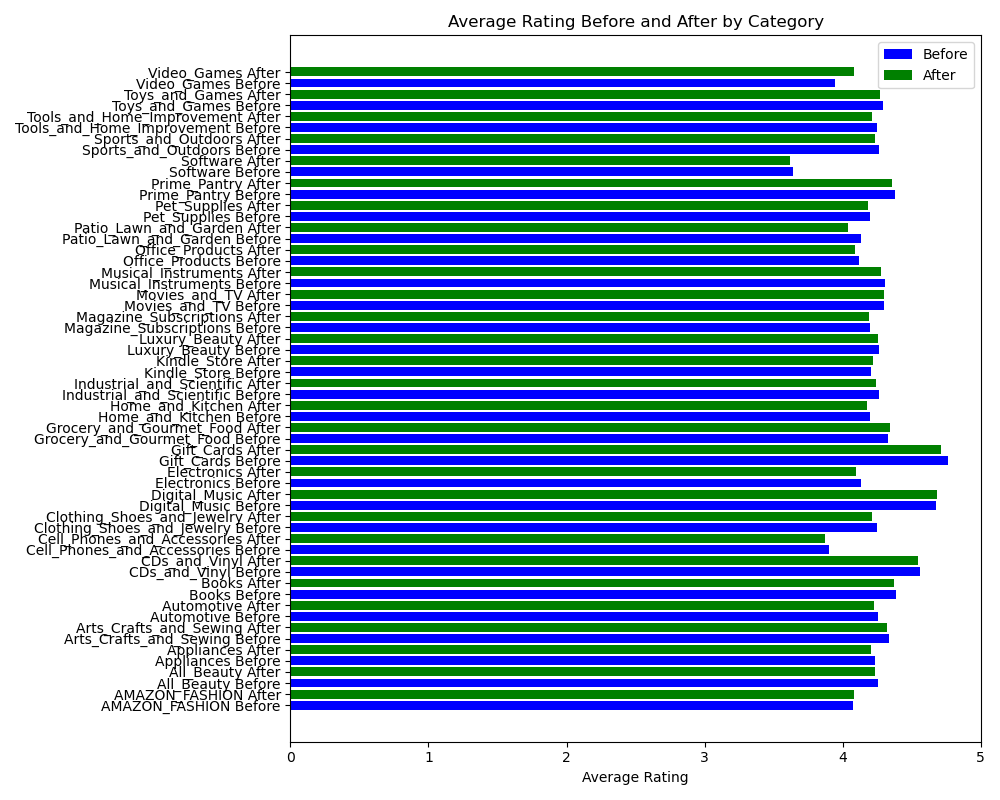 Average Rating Before and After by Category
Before
After
Video_Games After
Video_Games Before
Toys_and_Games After
Toys_and_Games Before
Tools_and_Home_Improvement After
Tools_and_Home_Improvement Before
Sports_and_Outdoors After
Sports_and_Outdoors Before
Software After
Software Before
Prime_Pantry After
Prime_Pantry Before
Pet_Supplies After
Pet_Supplies Before
Patio_Lawn_and_Garden After
Patio_Lawn_and_Garden Before
Office_Products After
Office_Products Before
Musical_Instruments After
Musical_Instruments Before
Movies_and_TV After
Movies_and_TV Before
Magazine_Subscriptions After
Magazine_Subscriptions Before
Luxury_Beauty After
Luxury_Beauty Before
Kindle_Store After
Kindle_Store Before
Industrial_and_Scientific After
Industrial_and_Scientific Before
Home_and_Kitchen After
Home_and_Kitchen Before
Grocery_and_Gourmet_Food After
Grocery_and_Gourmet_Food Before
Gift_Cards After
Gift_Cards Before
Electronics After
Electronics Before
Digital_Music After
Digital_Music Before
Clothing_Shoes_and_Jewelry After
Clothing_Shoes_and_Jewelry Before
Cell_Phones_and_Accessories After
Cell_Phones_and_Accessories Before
CDs_and_Vinyl After
CDs_and_Vinyl Before
Books After
Books Before
Automotive After
Automotive Before
Arts_Crafts_and_Sewing After
Arts_Crafts_and_Sewing Before
Appliances After
Appliances Before
All_Beauty After
All_Beauty Before
AMAZON_FASHION After
AMAZON_FASHION Before
0 1 2 3 4 5
Average Rating